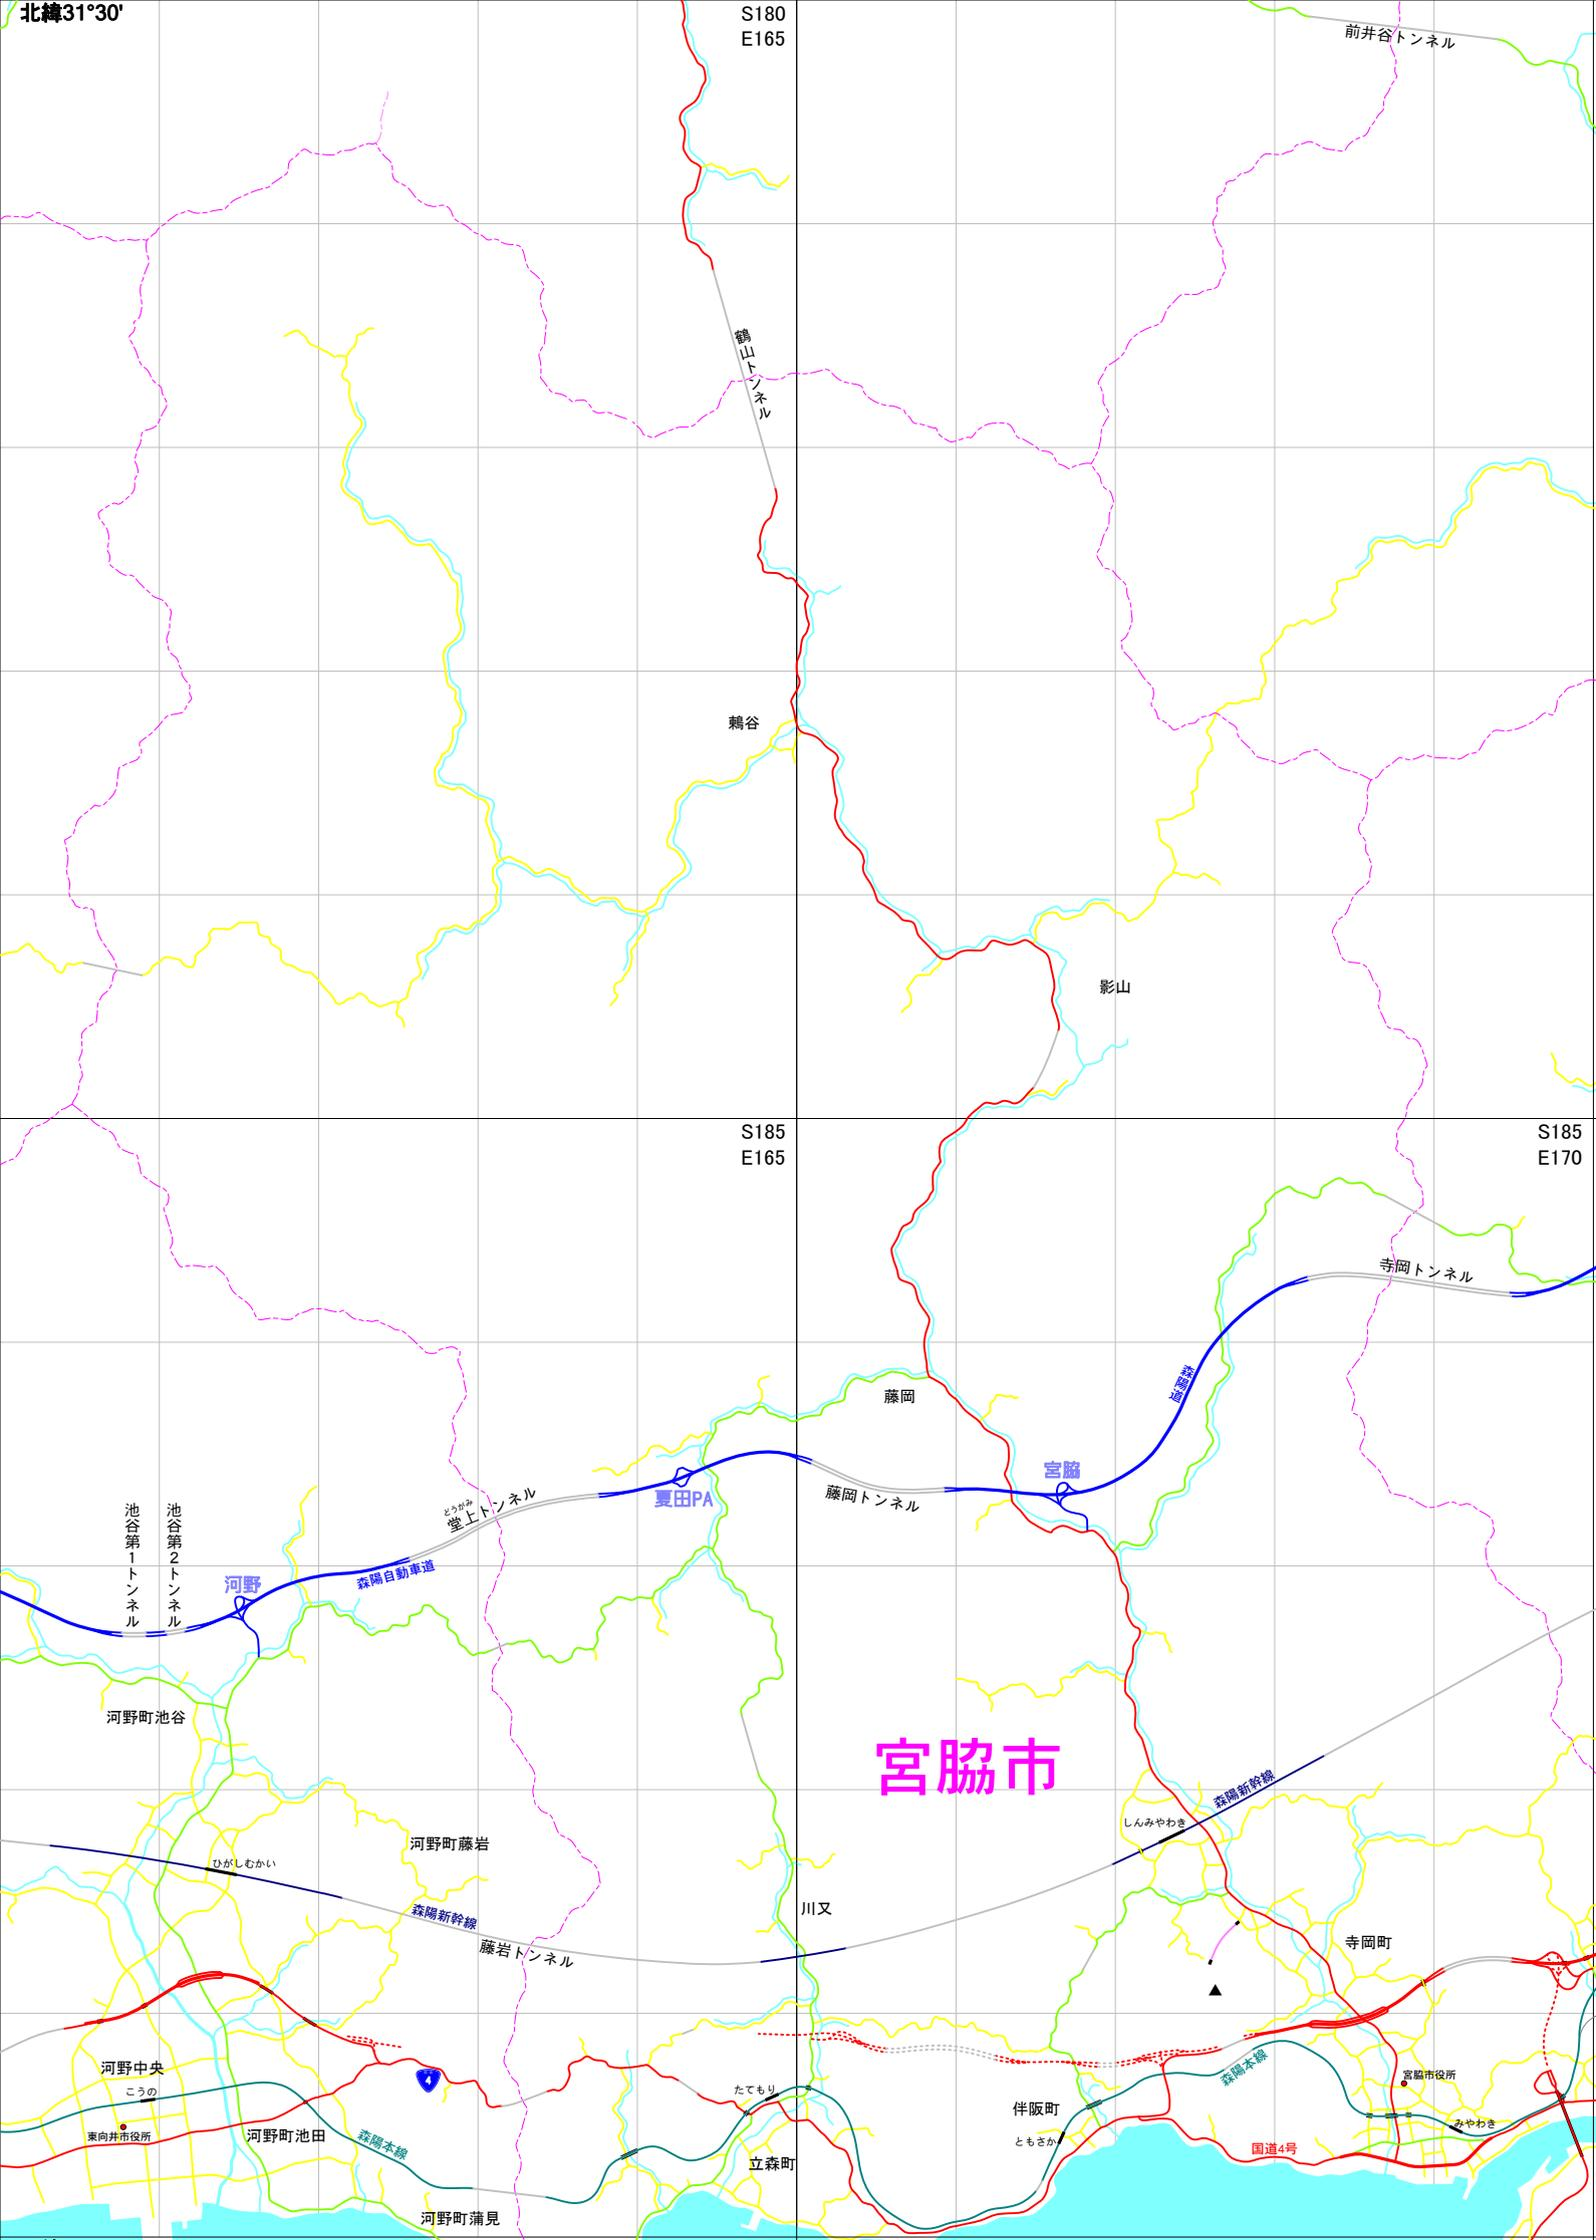 北緯31°30'
S180
E165
前井谷トンネル
鶴山トンネル
鶫谷
影山
S185
E165
S185
E170
寺岡トンネル
森陽道
藤岡
宮脇
夏田PA
藤岡トンネル
どうがみ
堂上トンネル
池谷第1トンネル
池谷第2トンネル
河野
森陽自動車道
河野町池谷
宮脇市
森陽新幹線
しんみやわき
河野町藤岩
ひがしむかい
森陽新幹線
藤岩トンネル
川又
寺岡町
河野中央
こうの
4
森陽本線
宮脇市役所
たてもり
伴阪町
ともさか
みやわき
東向井市役所
河野町池田
森陽本線
国道4号
立森町
河野町蒲見